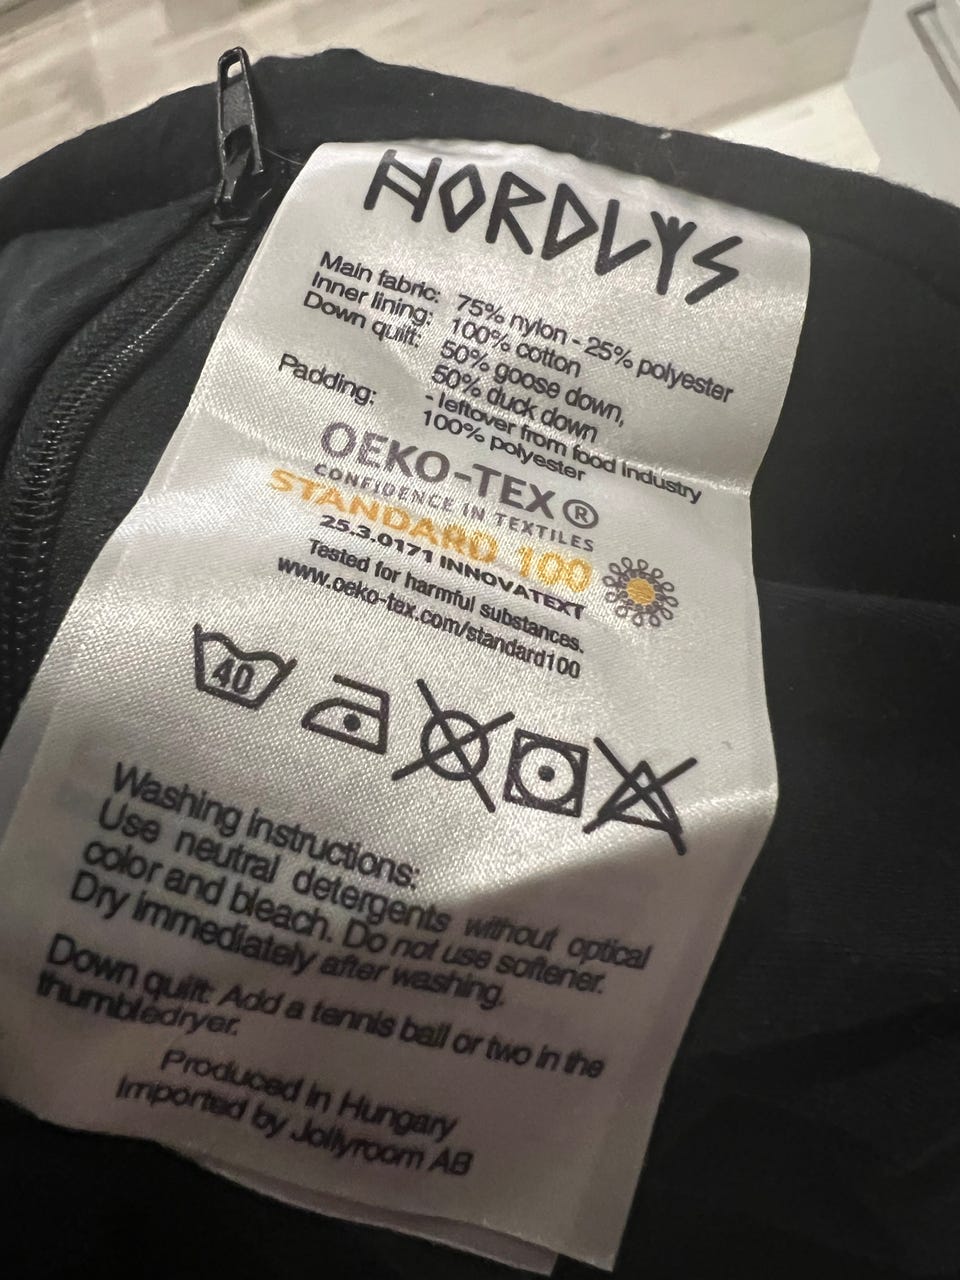 NORDLYS
Main fabric: 75% nylon - 25% polyester
Inner lining: 100% cotton
Down quilt: 50% goose down,
50% duck down
- leftover from food industry
Padding: 100% polyester
OEKO-TEX®
CONFIDENCE IN TEXTILES
STANDARD 100
25.3.0171 INNOVATEXT
Tested for harmful substances.
www.oeko-tex.com/standard100
40
Washing instructions:
Use neutral detergents without optical
color and bleach. Do not use softener.
Dry immediately after washing.
Down quilt: Add a tennis ball or two in the
thumbledryer.
Produced in Hungary
Imported by Jollyroom AB